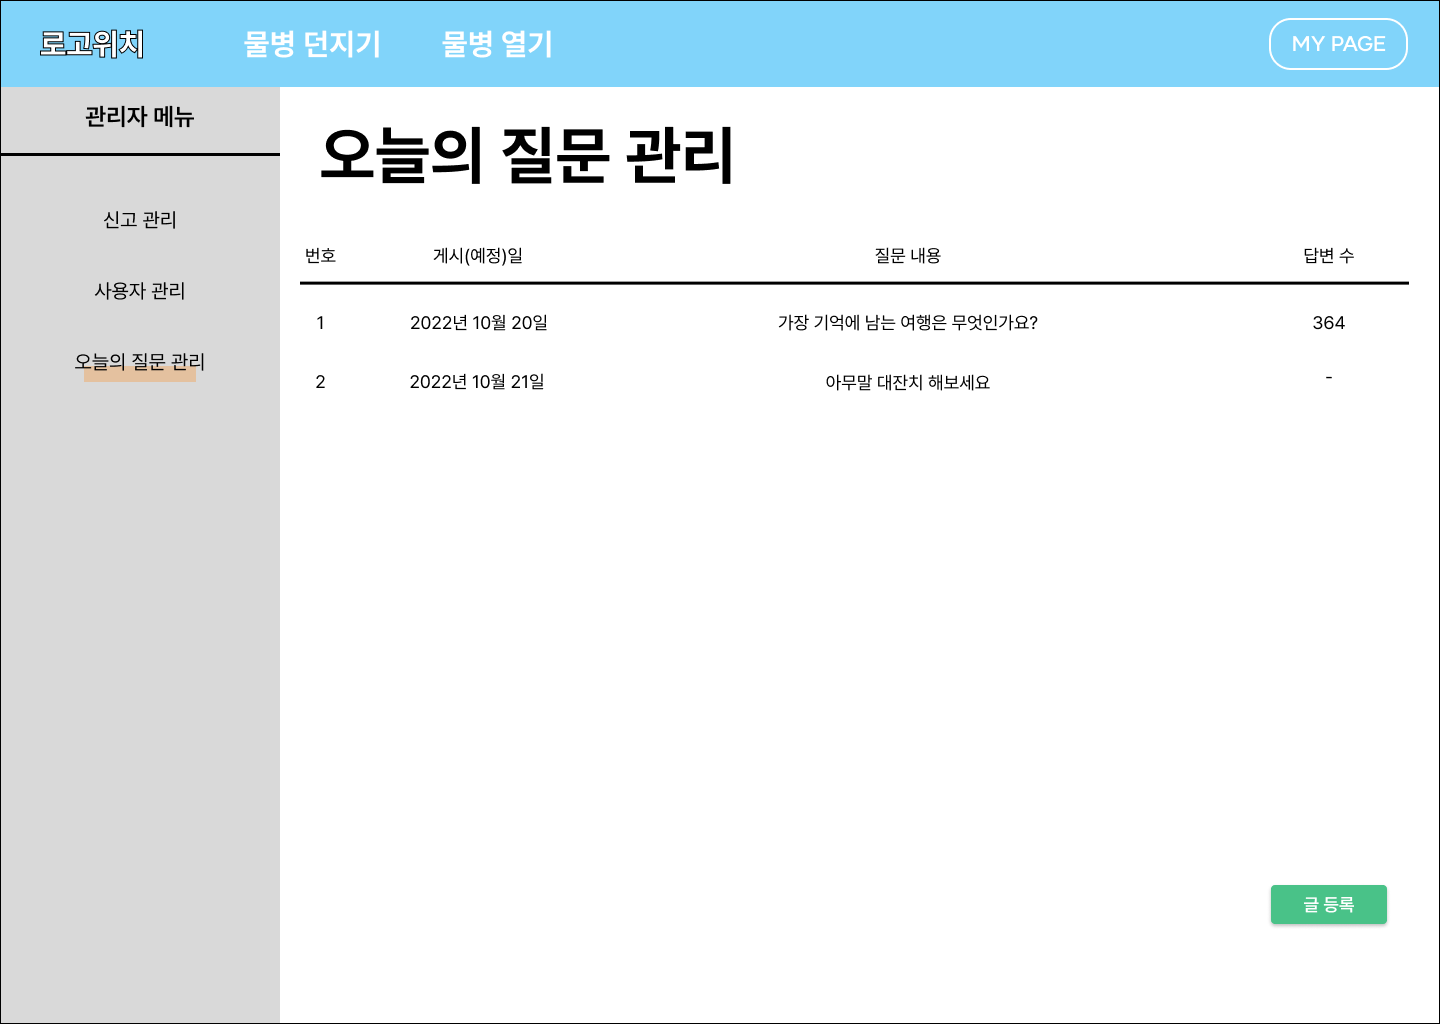 로고위치 물병 던지기 물병 열기 MY PAGE
관리자 메뉴
신고 관리
사용자 관리
오늘의 질문 관리
오늘의 질문 관리
번호 게시(예정)일 질문 내용 답변 수
1 2022년 10월 20일 가장 기억에 남는 여행은 무엇인가요? 364
2 2022년 10월 21일 아무말 대잔치 해보세요 -
글 등록